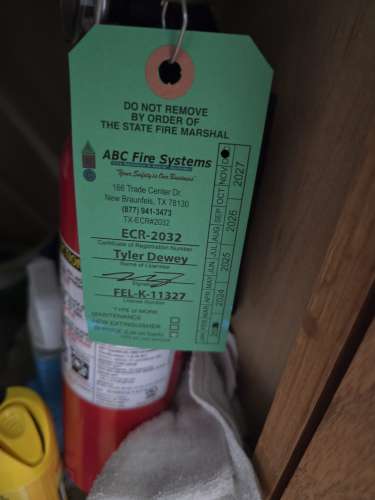 DO NOT REMOVE
BY ORDER OF
THE STATE FIRE MARSHAL
ABC Fire Systems
"Your Safety is Our Business"
166 Trade Center Dr.
New Braunfels, TX 78130
(877) 941-3473
TX-ECR#2032
ECR-2032
Certificate of Registration Number
Tyler Dewey
Name of Licensee
Signature
FEL-K-11327
License Number
TYPE of WORK
MAINTENANCE
NEW EXTINGUISHER
JAN FEB MAR APR MAY JUN JUL AUG SEP OCT NOV
2024 2025 2026 2027